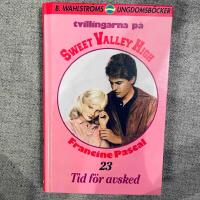 B. WAHLSTRÖMS UNGDOMSBÖCKER
tvillingarna på
SWEET VALLEY HIGH
Francine Pascal
23
Tid för avsked